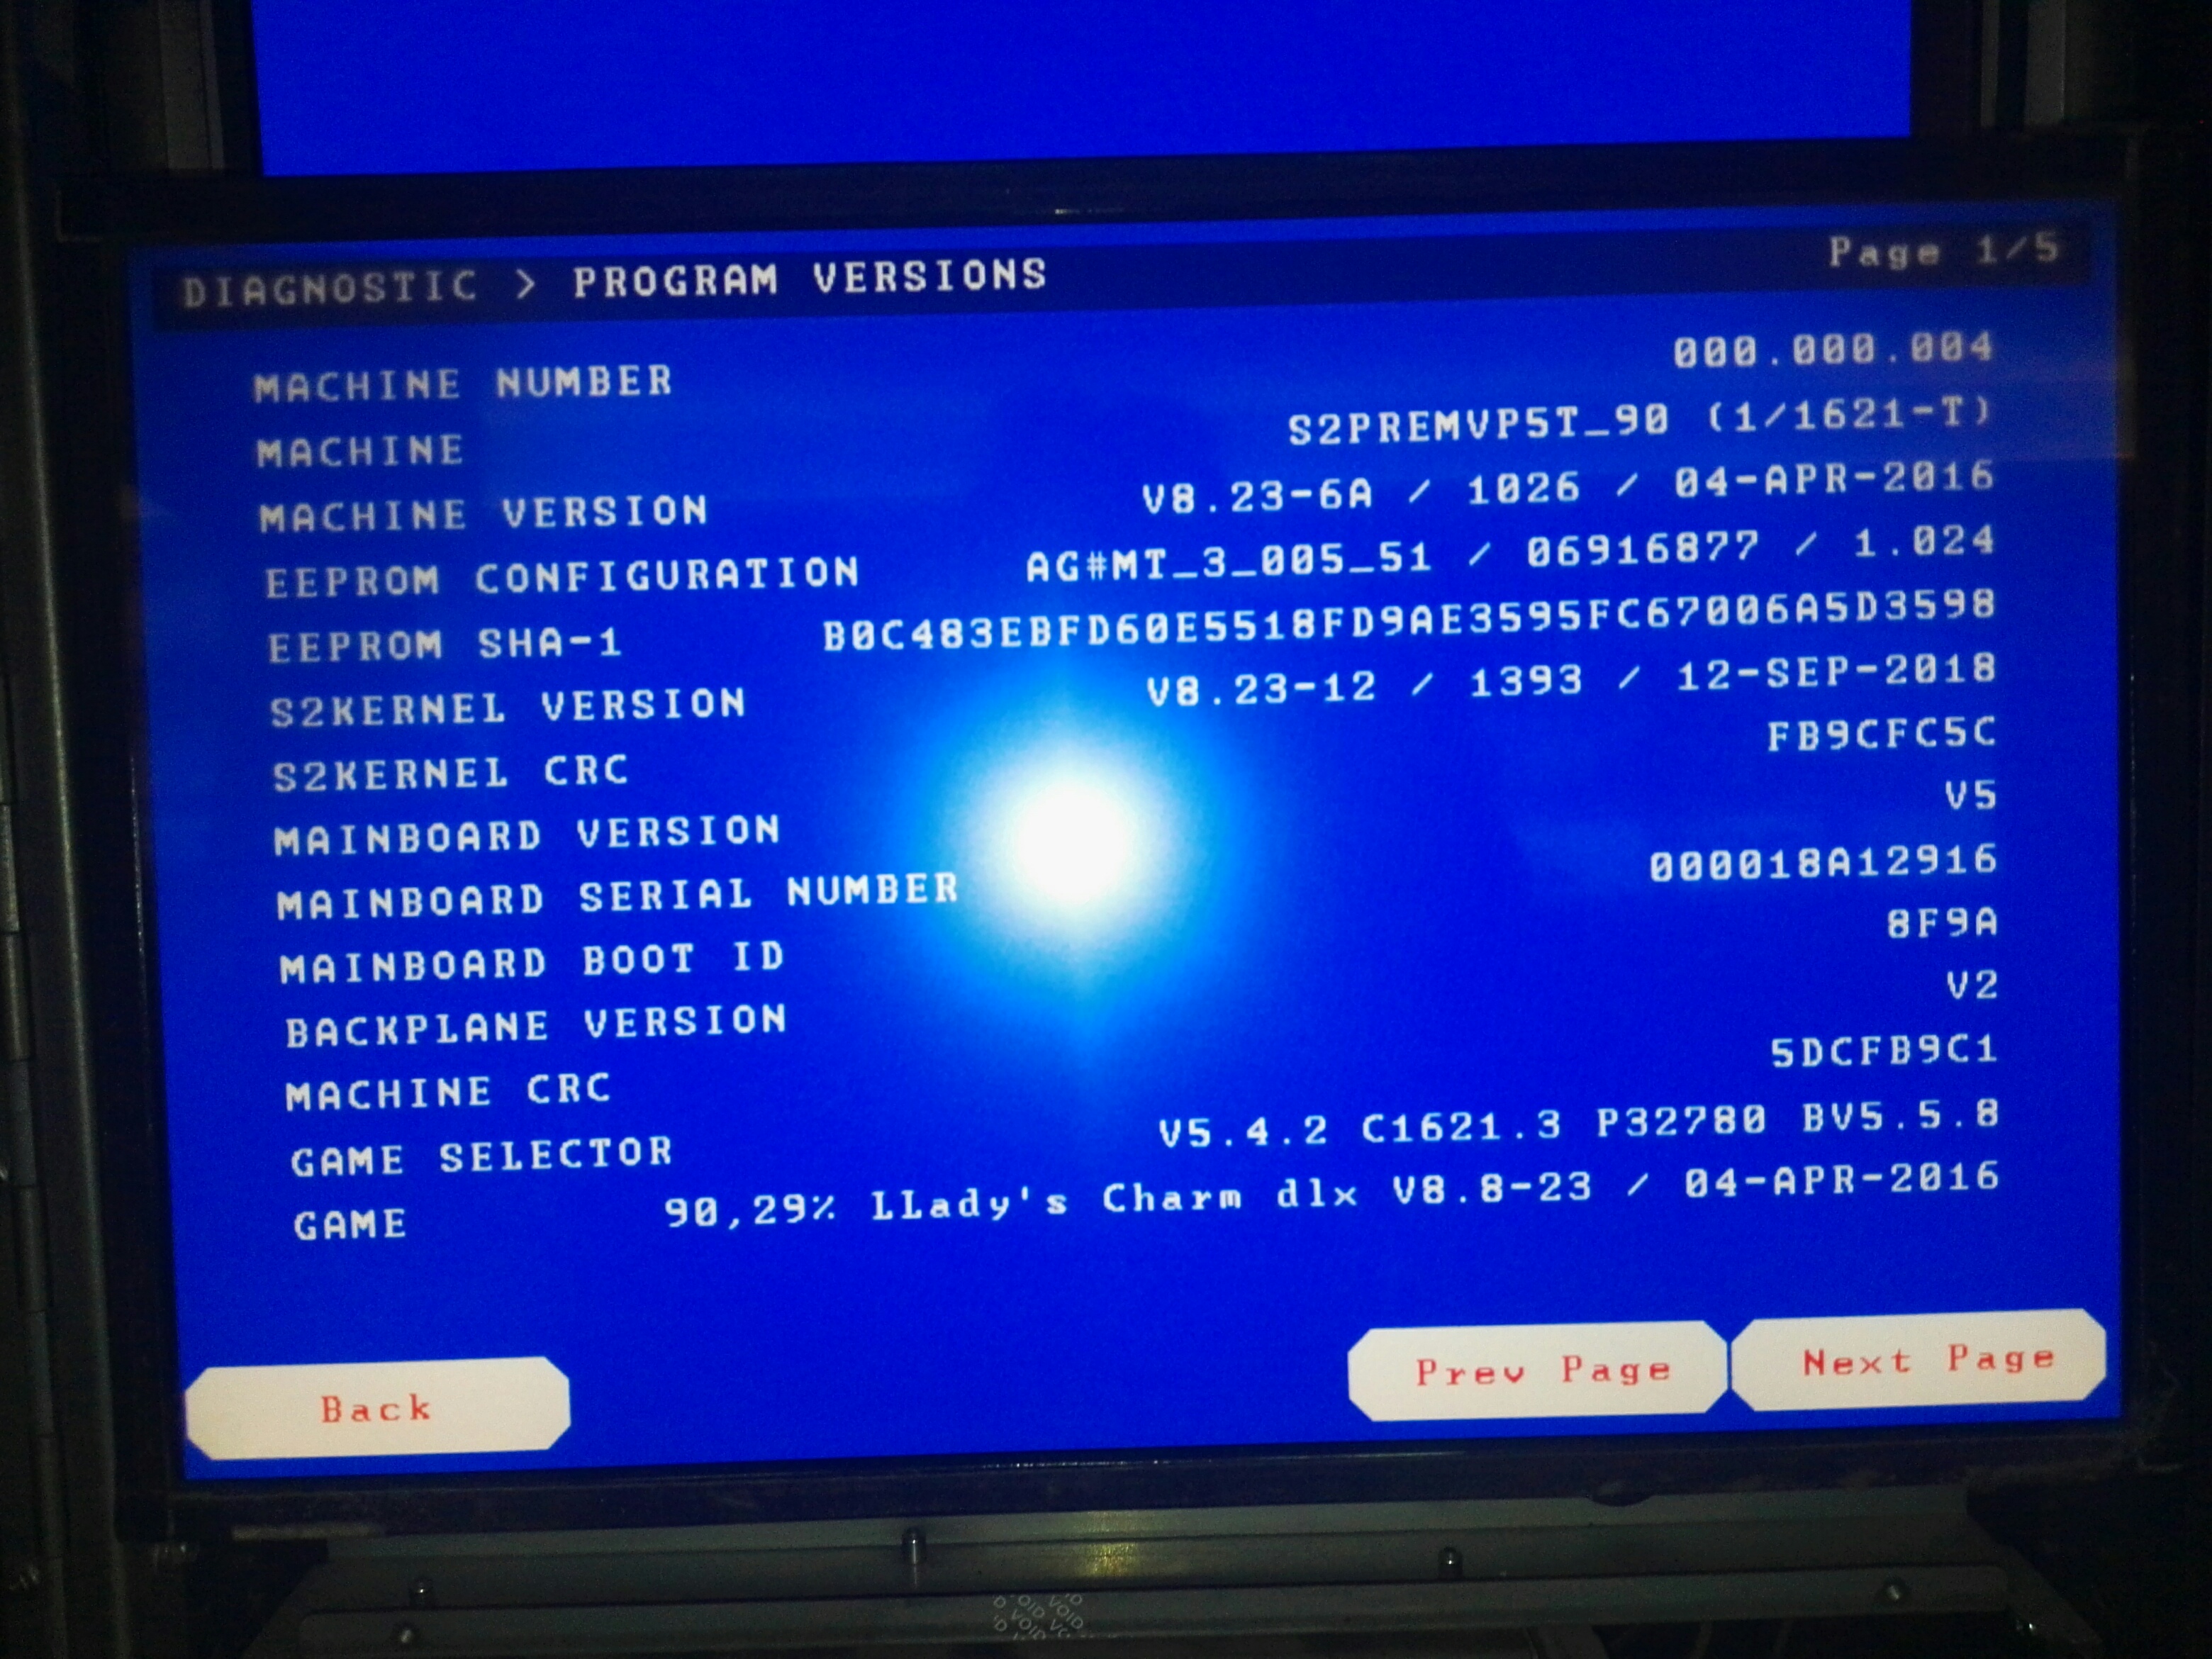 DIAGNOSTIC > PROGRAM VERSIONS Page 1/5
MACHINE NUMBER 000.000.004
MACHINE S2PREMVP5T_90 (1/1621-T)
MACHINE VERSION V8.23-6A / 1026 / 04-APR-2016
EEPROM CONFIGURATION AG#MT_3_005_51 / 06916877 / 1.024
EEPROM SHA-1 B0C483EBFD60E5518FD9AE3595FC67006A5D3598
S2KERNEL VERSION V8.23-12 / 1393 / 12-SEP-2018
S2KERNEL CRC FB9CFC5C
MAINBOARD VERSION V5
MAINBOARD SERIAL NUMBER 000018A12916
MAINBOARD BOOT ID 8F9A
BACKPLANE VERSION V2
MACHINE CRC 5DCFB9C1
GAME SELECTOR V5.4.2 C1621.3 P32780 BV5.5.8
GAME 90,29% LLady's Charm dlx V8.8-23 / 04-APR-2016
Back Prev Page Next Page
VOID
VOID